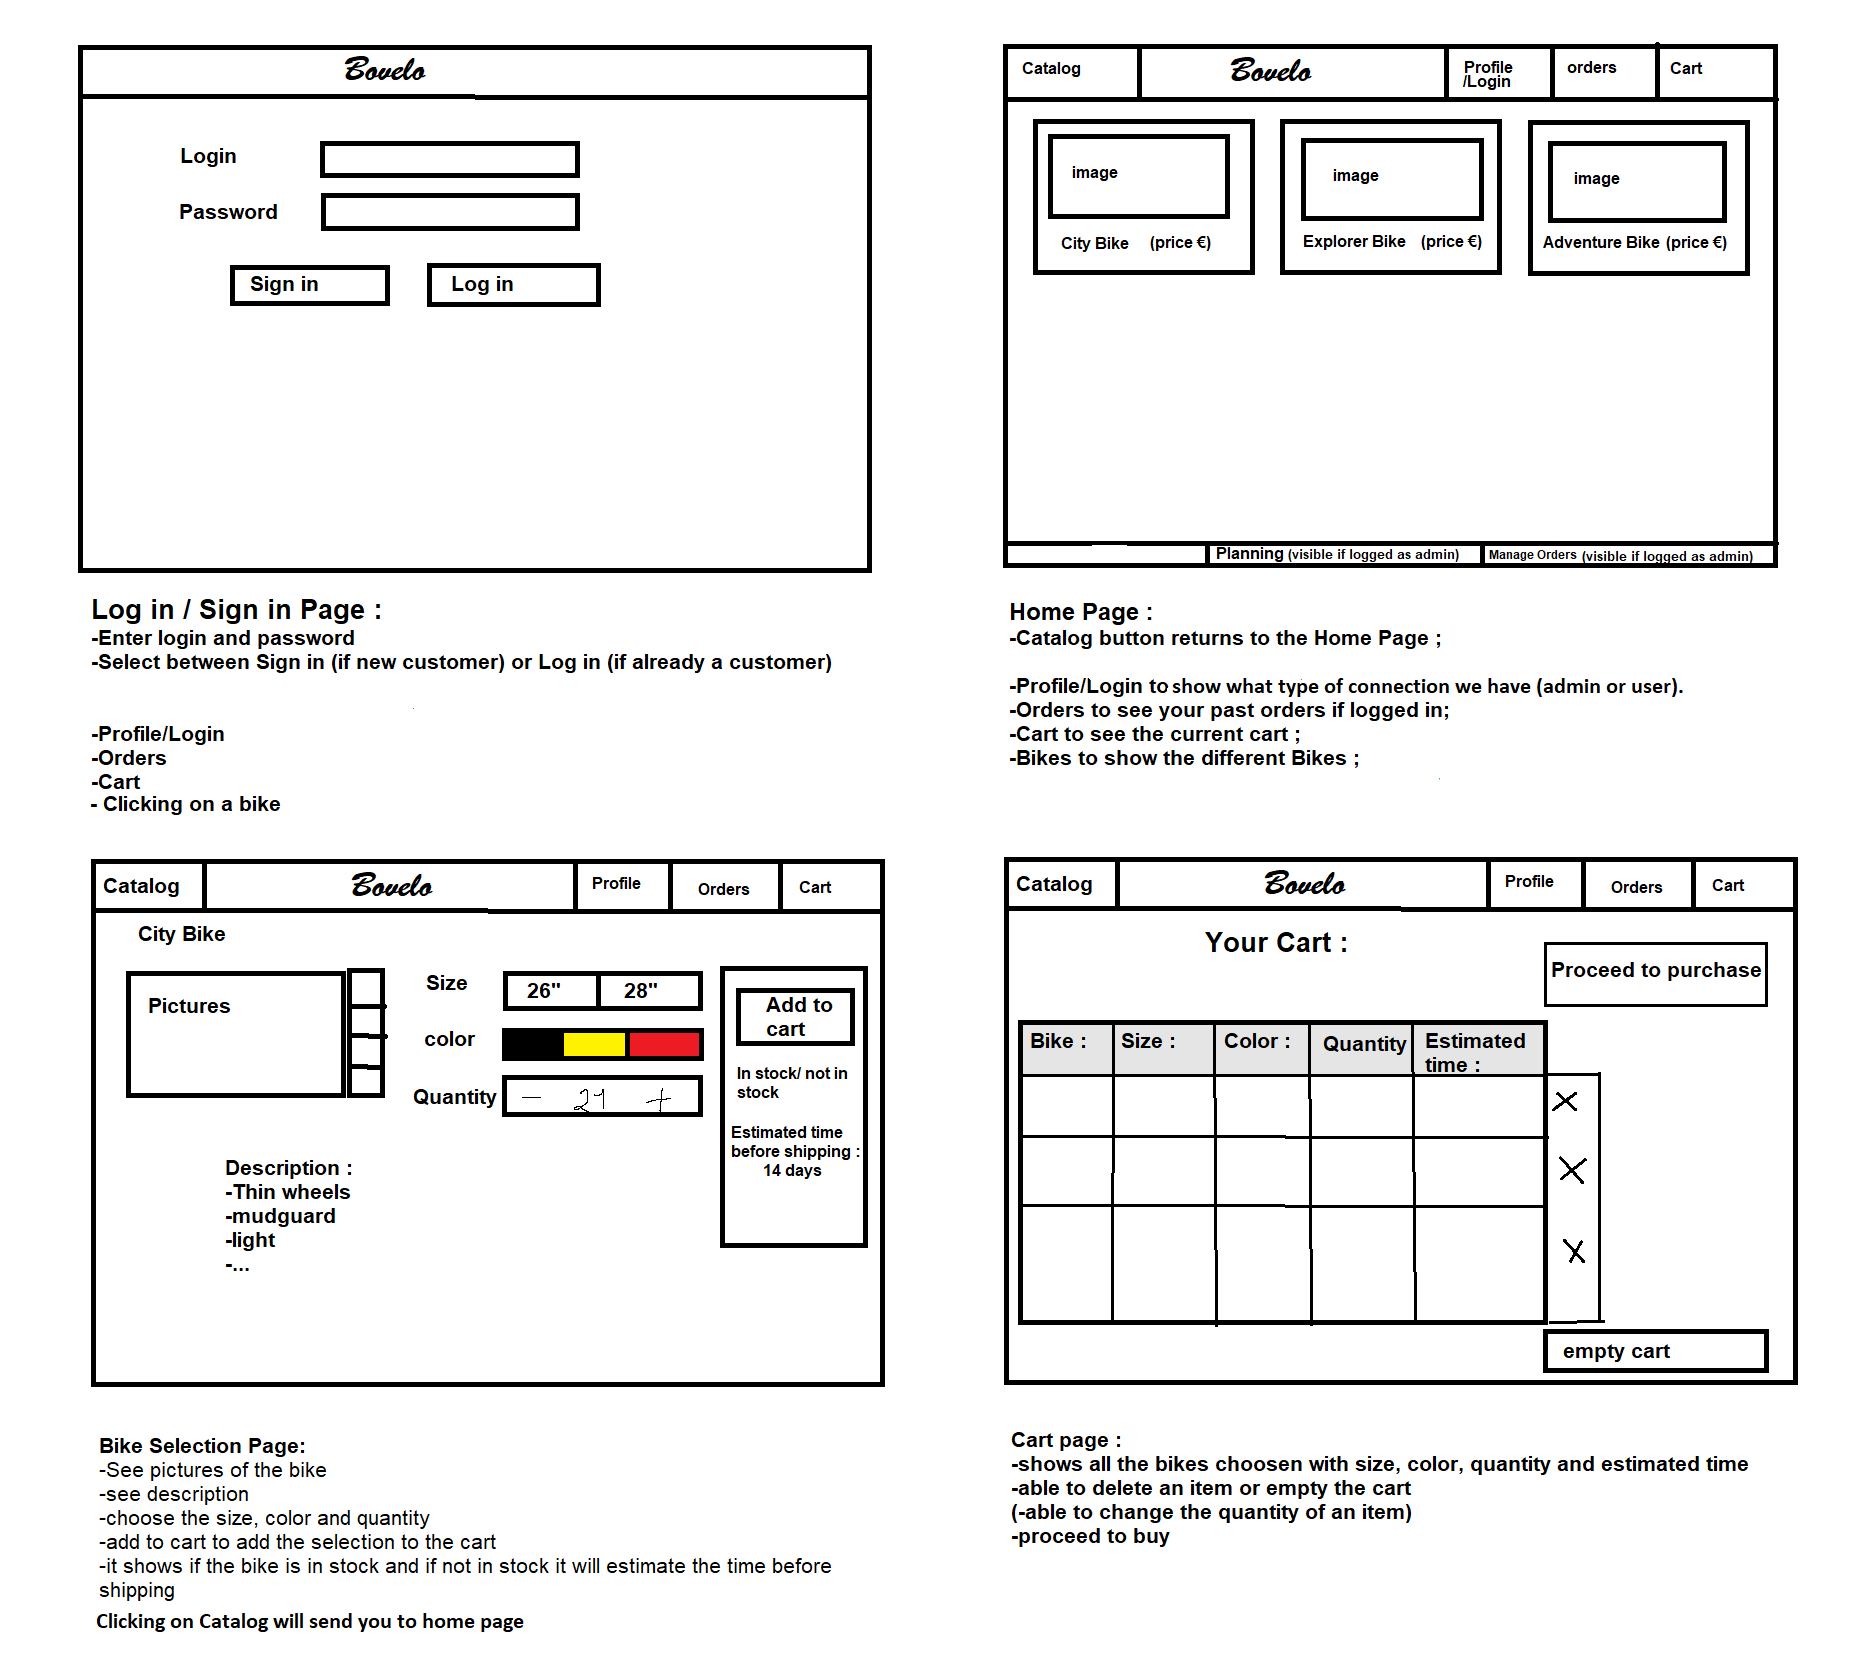 Bovelo
Login
Password
Sign in
Log in
Log in / Sign in Page :
-Enter login and password
-Select between Sign in (if new customer) or Log in (if already a customer)
-Profile/Login
-Orders
-Cart
- Clicking on a bike
Catalog
Bovelo
Profile
/Login
orders
Cart
image
City Bike (price €)
image
Explorer Bike (price €)
image
Adventure Bike (price €)
Planning (visible if logged as admin)
Manage Orders (visible if logged as admin)
Home Page :
-Catalog button returns to the Home Page ;
-Profile/Login to show what type of connection we have (admin or user).
-Orders to see your past orders if logged in;
-Cart to see the current cart ;
-Bikes to show the different Bikes ;
Catalog
Bovelo
Profile
Orders
Cart
City Bike
Pictures
Size
26"
28"
color
Quantity
- 21 +
Add to
cart
In stock/ not in
stock
Estimated time
before shipping :
14 days
Description :
-Thin wheels
-mudguard
-light
-...
Bike Selection Page:
-See pictures of the bike
-see description
-choose the size, color and quantity
-add to cart to add the selection to the cart
-it shows if the bike is in stock and if not in stock it will estimate the time before
shipping
Clicking on Catalog will send you to home page
Catalog
Bovelo
Profile
Orders
Cart
Your Cart :
Proceed to purchase
Bike :
Size :
Color :
Quantity
Estimated
time :
X
X
X
empty cart
Cart page :
-shows all the bikes choosen with size, color, quantity and estimated time
-able to delete an item or empty the cart
(-able to change the quantity of an item)
-proceed to buy